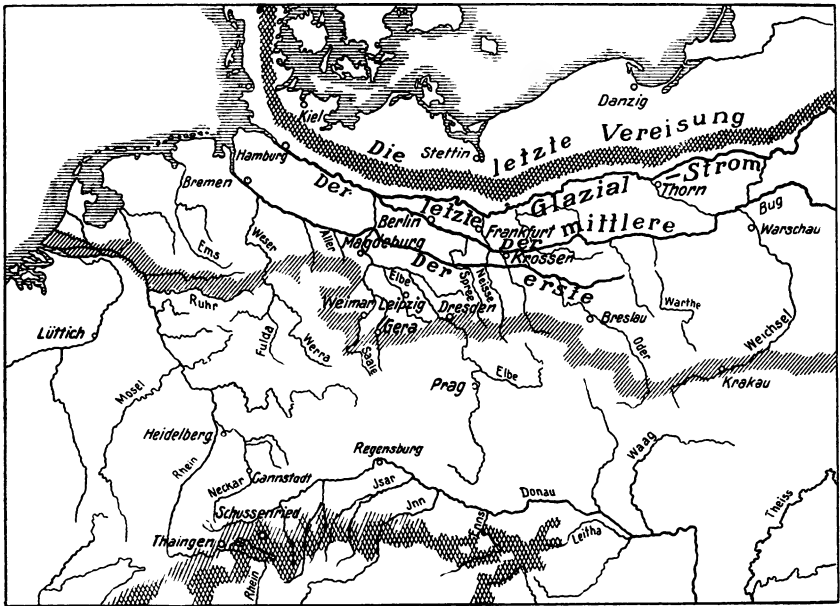 Kiel
Danzig
Die letzte Vereisung
Stettin
Hamburg
Der letzte Glazial-Strom
Thorn
Bremen
Berlin
Frankfurt
Der mittlere
Bug
Warschau
Ems
Weser
Aller
Magdeburg
Krossen
Der erste
Elbe
Spree
Neisse
Ruhr
Weimar
Leipzig
Dresden
Warthe
Lüttich
Gera
Breslau
Fulda
Werra
Saale
Oder
Weichsel
Mosel
Prag
Elbe
Krakau
Heidelberg
Regensburg
Waag
Rhein
Neckar
Cannstadt
Jsar
Donau
Theiss
Schussenried
Jnn
Enns
Leitha
Thaingen
Rhein